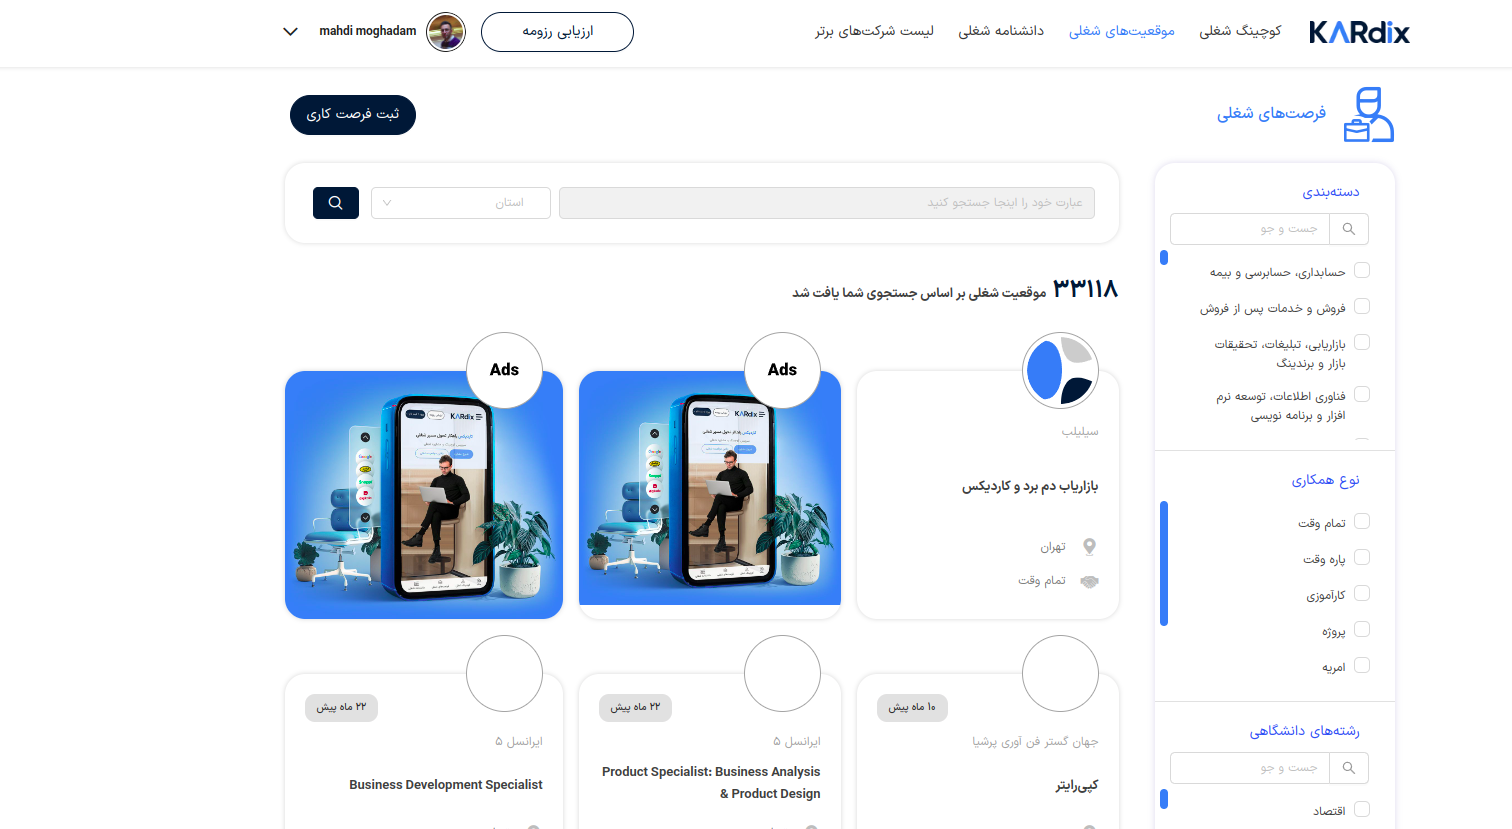 KARdix
کوچینگ شغلی
موقعیت‌های شغلی
دانشنامه شغلی
لیست شرکت‌های برتر
ارزیابی رزومه
mahdi moghadam
فرصت‌های شغلی
ثبت فرصت کاری
دسته‌بندی
جست و جو
حسابداری، حسابرسی و بیمه
فروش و خدمات پس از فروش
بازاریابی، تبلیغات، تحقیقات
بازار و برندینگ
فناوری اطلاعات، توسعه نرم
افزار و برنامه نویسی
نوع همکاری
تمام وقت
پاره وقت
کارآموزی
پروژه
امریه
رشته‌های دانشگاهی
جست و جو
اقتصاد
عبارت خود را اینجا جستجو کنید
استان
۳۳۱۱۸ موقعیت شغلی بر اساس جستجوی شما یافت شد
سیلیلپ
بازاریاب دم برد و کاردیکس
تهران
تمام وقت
Ads
KARdix
Ads
KARdix
۱۰ ماه پیش
جهان گستر فن آوری پرشیا
کپی‌رایتر
۲۲ ماه پیش
ایرانسل ۵
Product Specialist: Business Analysis
& Product Design
۲۲ ماه پیش
ایرانسل ۵
Business Development Specialist